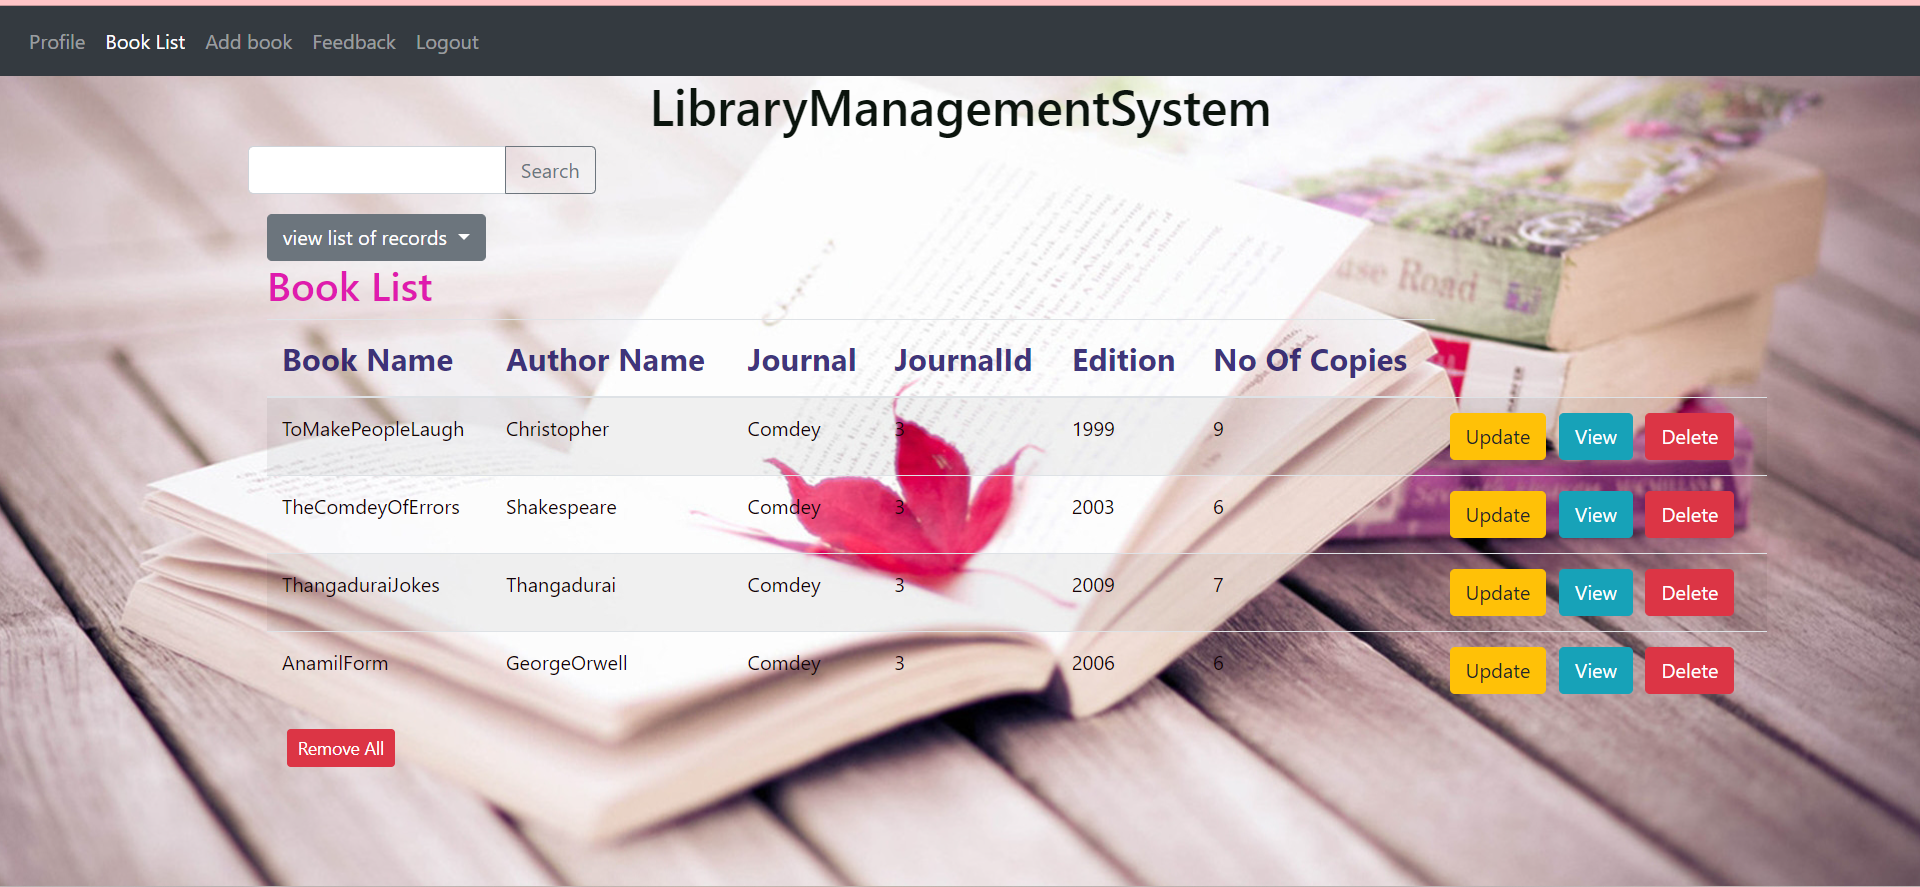 Profile Book List Add book Feedback Logout
LibraryManagementSystem
Search
view list of records
Book List
Book Name Author Name Journal JournalId Edition No Of Copies
ToMakePeopleLaugh Christopher Comdey 3 1999 9 Update View Delete
TheComdeyOfErrors Shakespeare Comdey 3 2003 6 Update View Delete
ThangaduraiJokes Thangadurai Comdey 3 2009 7 Update View Delete
AnamilForm GeorgeOrwell Comdey 3 2006 6 Update View Delete
Remove All
Road